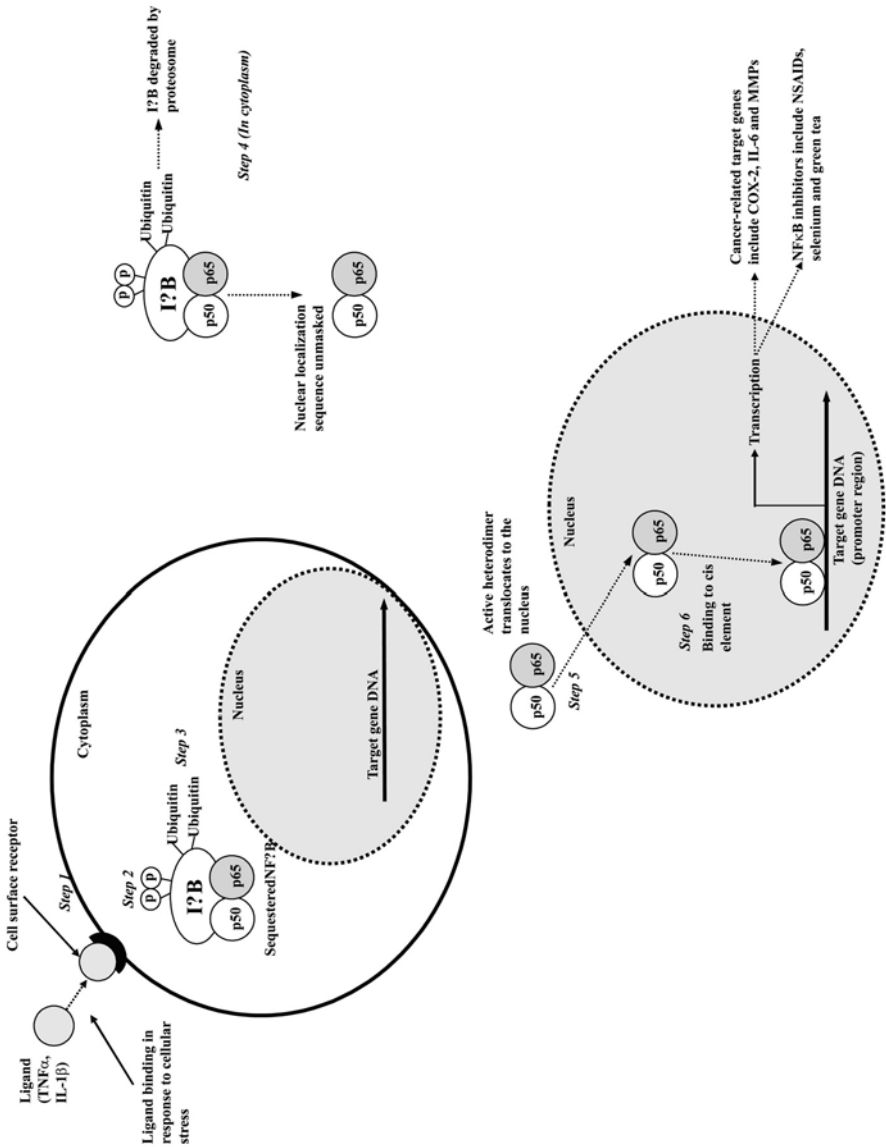 Ligand
(TNFα,
IL-1β)
Cell surface receptor
Ligand binding in
response to cellular
stress
Step 1
Cytoplasm
Step 2
P P
I?B
Ubiquitin
Ubiquitin
Step 3
p50 p65
SequesteredNF?B
Nucleus
Target gene DNA
P P
I?B
Ubiquitin
Ubiquitin
I?B degraded by
proteosome
p50 p65
Step 4 (In cytoplasm)
Nuclear localization
sequence unmasked
p50 p65
Active heterodimer
translocates to the
nucleus
p50 p65
Step 5
Nucleus
p50 p65
Step 6
Binding to cis
element
p50 p65
Transcription
Target gene DNA
(promoter region)
Cancer-related target genes
include COX-2, IL-6 and MMPs
NFκB inhibitors include NSAIDs,
selenium and green tea